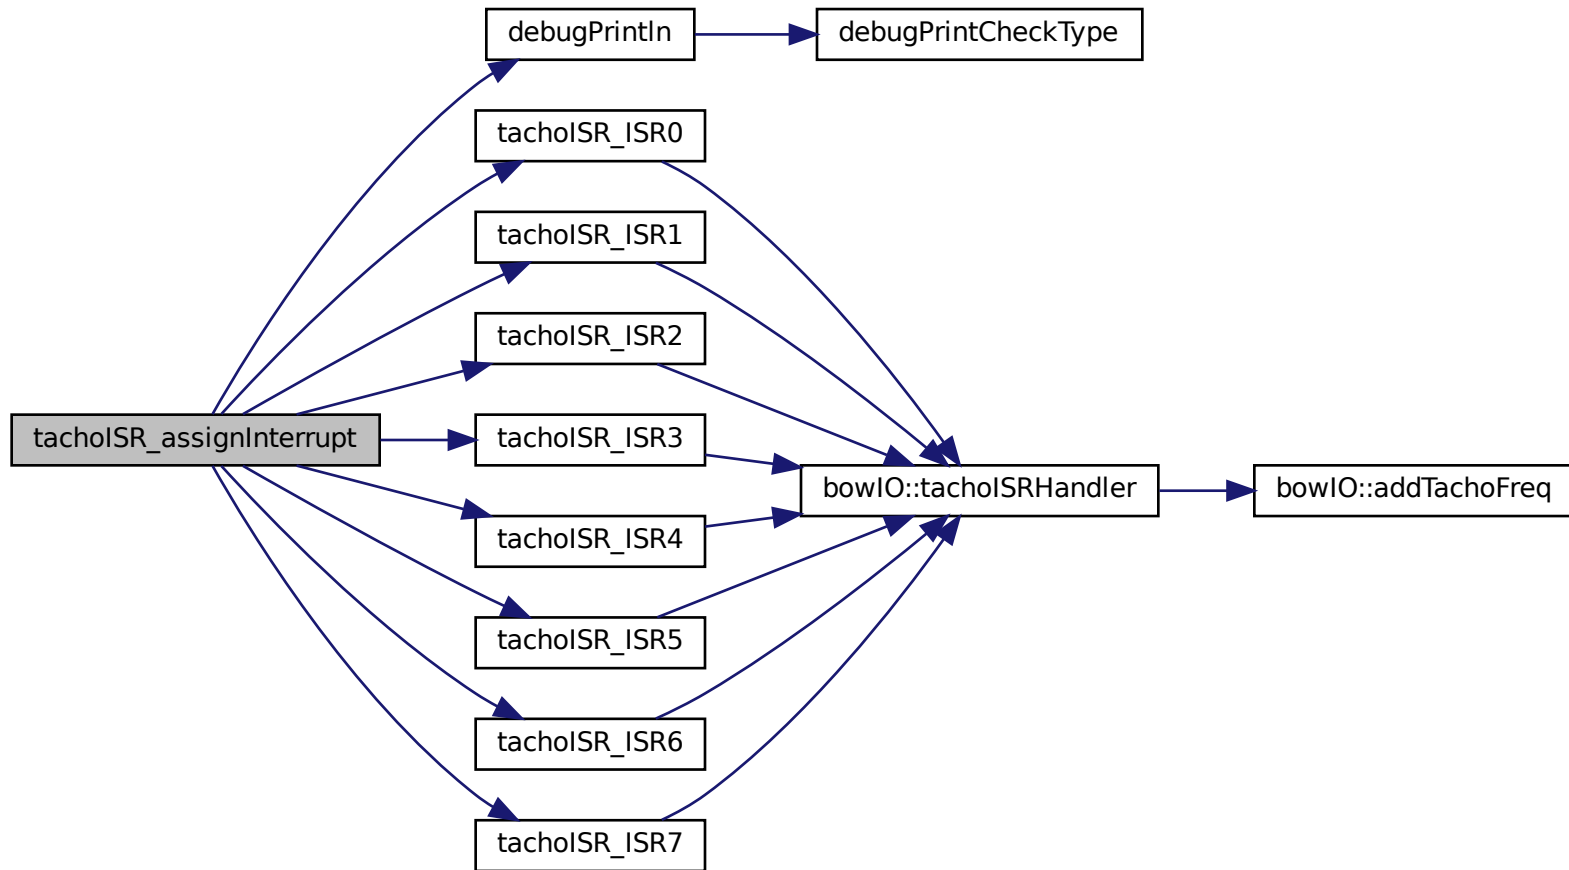 debugPrintln
debugPrintCheckType
tachoISR_ISR0
tachoISR_ISR1
tachoISR_ISR2
tachoISR_assignInterrupt
tachoISR_ISR3
bowIO::tachoISRHandler
bowIO::addTachoFreq
tachoISR_ISR4
tachoISR_ISR5
tachoISR_ISR6
tachoISR_ISR7